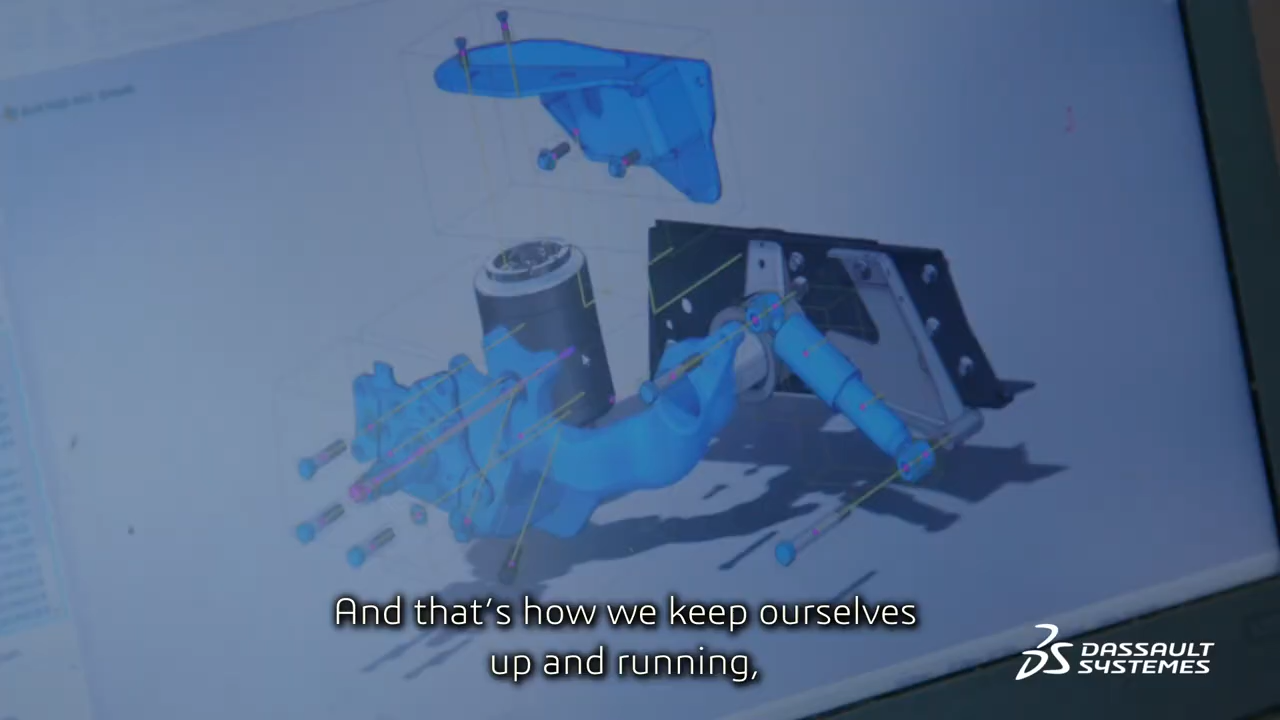 And that's how we keep ourselves
up and running,
DASSAULT
SYSTEMES